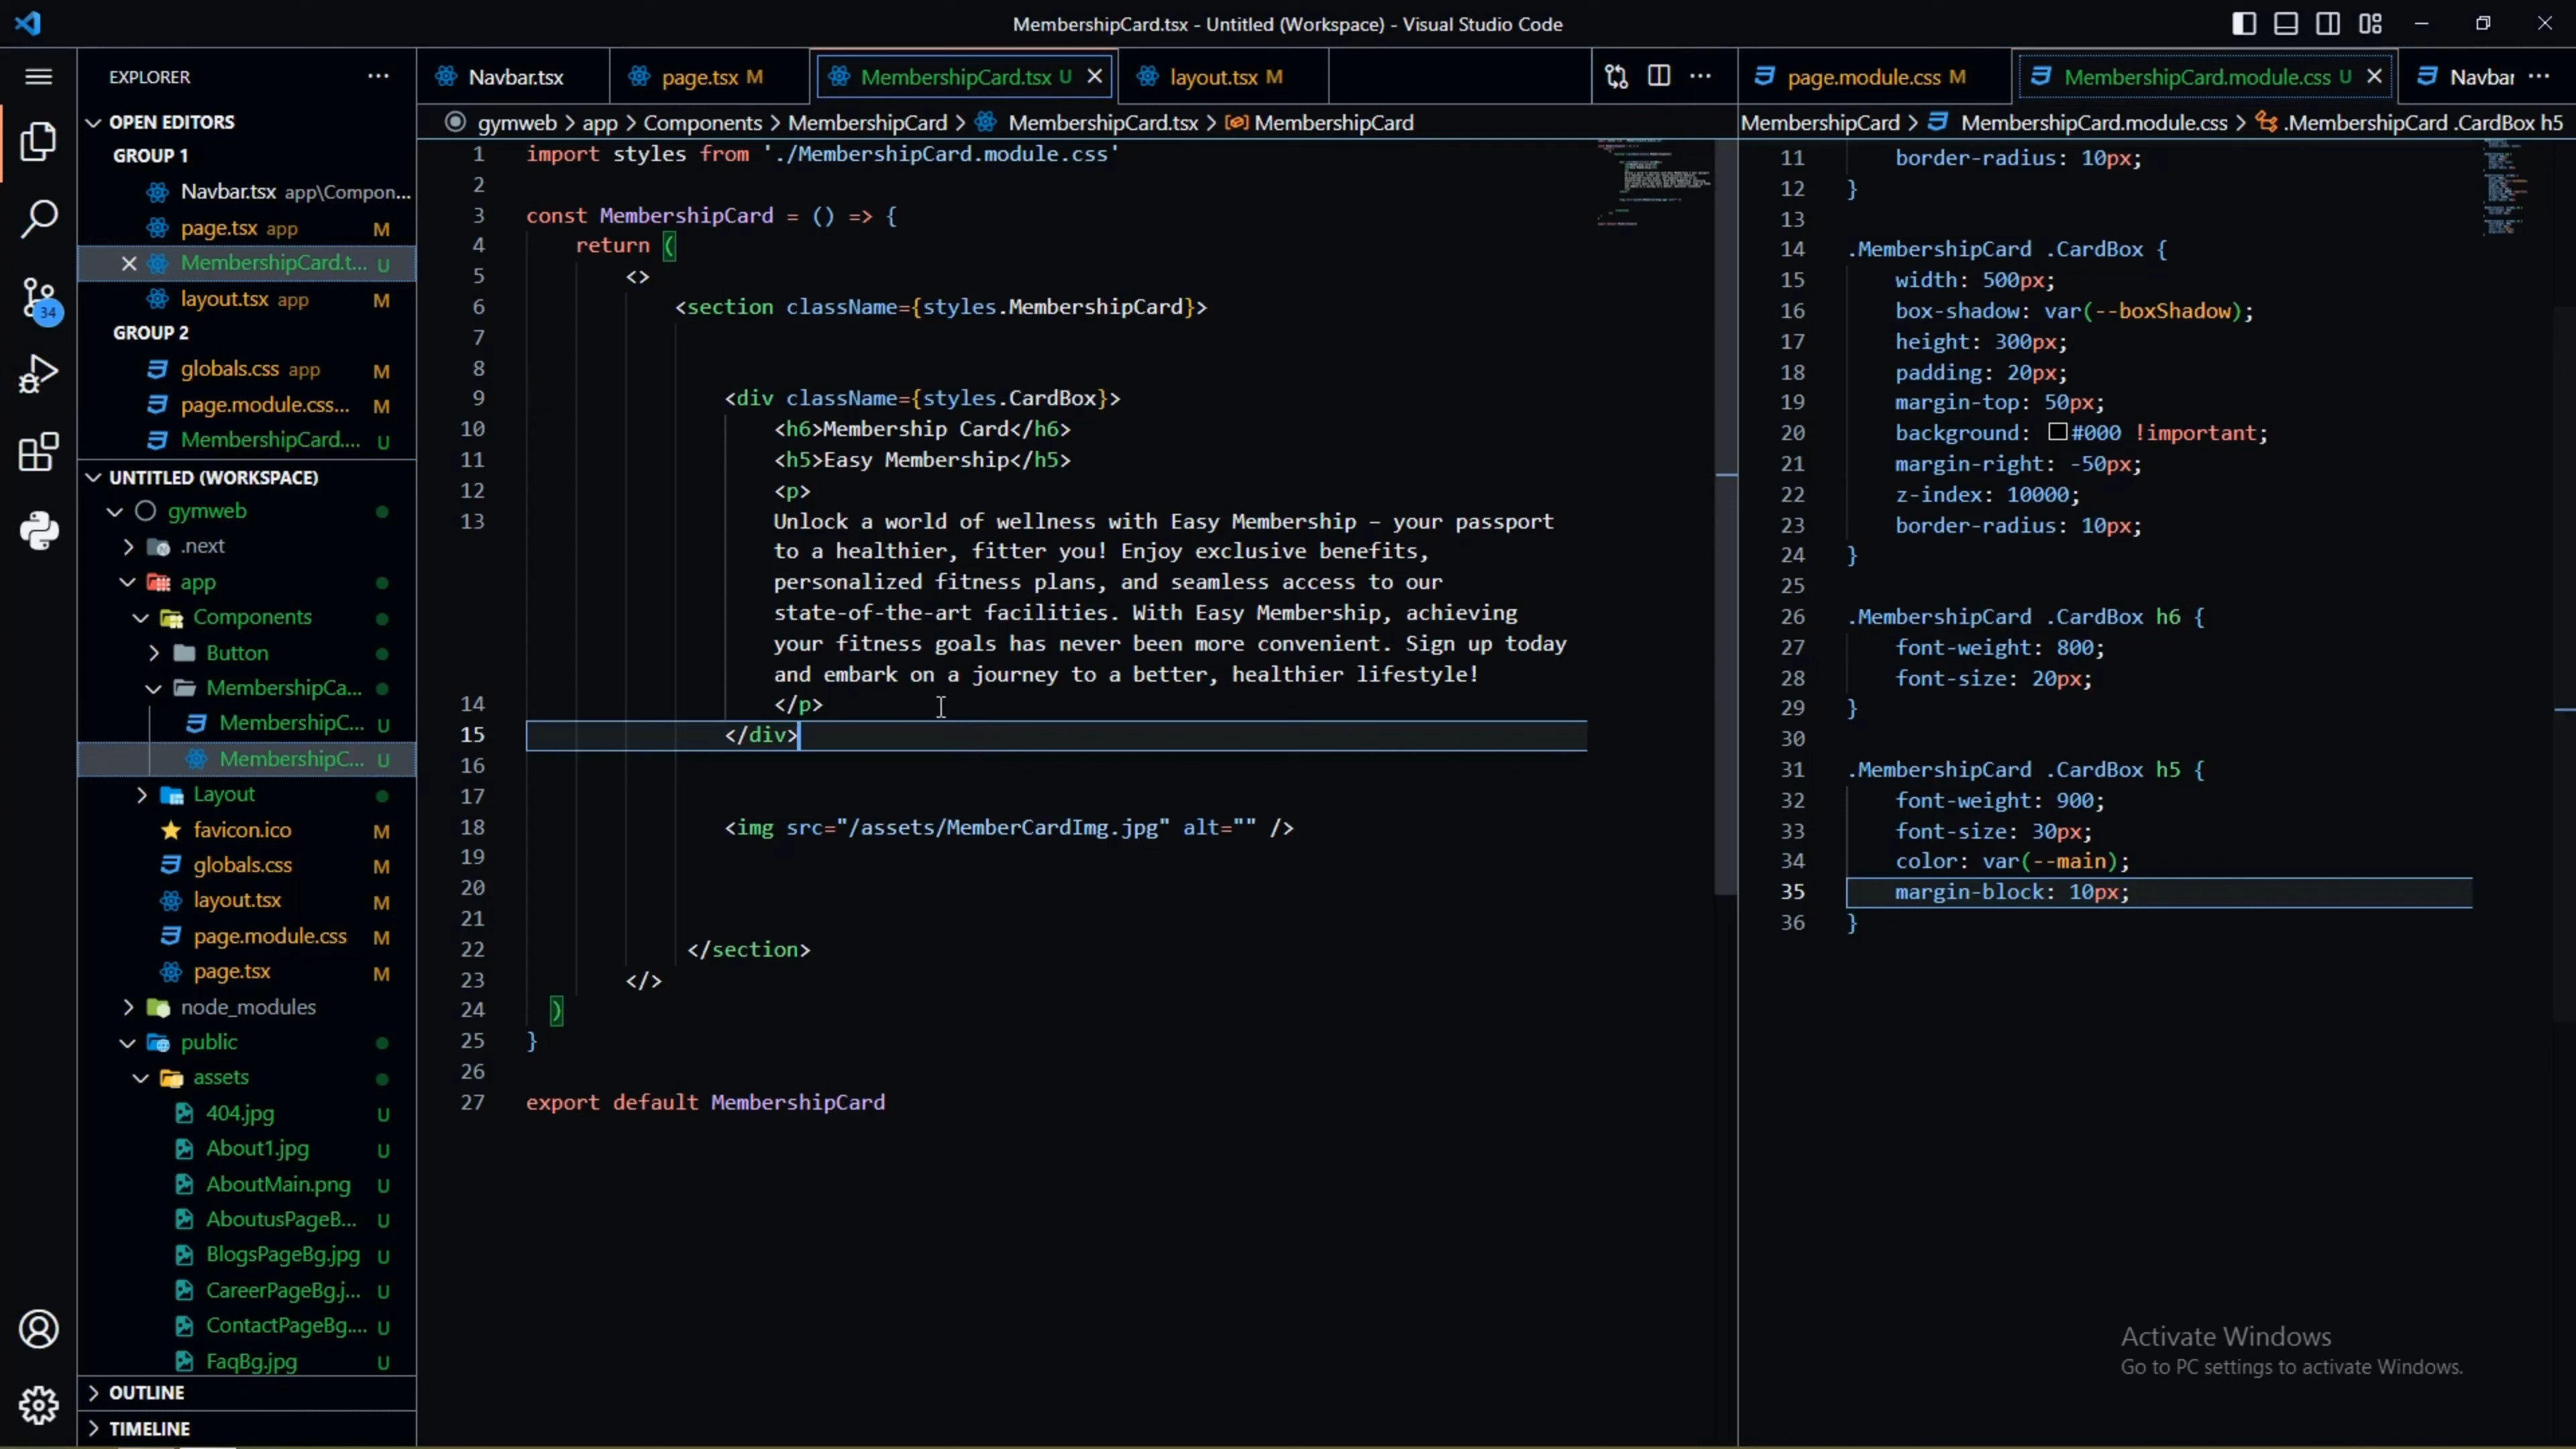 MembershipCard.tsx - Untitled (Workspace) - Visual Studio Code
EXPLORER
OPEN EDITORS
GROUP 1
Navbar.tsx app\Compon...
page.tsx app M
MembershipCard.t... U
layout.tsx app M
GROUP 2
globals.css app M
page.module.css... M
MembershipCard.... U
UNTITLED (WORKSPACE)
gymweb
.next
app
Components
Button
MembershipCa...
MembershipC... U
MembershipC... U
Layout
favicon.ico M
globals.css M
layout.tsx M
page.module.css M
page.tsx M
node_modules
public
assets
404.jpg U
About1.jpg U
AboutMain.png U
AboutusPageB... U
BlogsPageBg.jpg U
CareerPageBg.j... U
ContactPageBg.... U
FaqBg.jpg U
OUTLINE
TIMELINE
34
Navbar.tsx
page.tsx M
MembershipCard.tsx U
layout.tsx M
gymweb > app > Components > MembershipCard > MembershipCard.tsx > MembershipCard
1 import styles from './MembershipCard.module.css'
2
3 const MembershipCard = () => {
4 return (
5 <>
6 <section className={styles.MembershipCard}>
7
8
9 <div className={styles.CardBox}>
10 <h6>Membership Card</h6>
11 <h5>Easy Membership</h5>
12 <p>
13 Unlock a world of wellness with Easy Membership – your passport
to a healthier, fitter you! Enjoy exclusive benefits,
personalized fitness plans, and seamless access to our
state-of-the-art facilities. With Easy Membership, achieving
your fitness goals has never been more convenient. Sign up today
and embark on a journey to a better, healthier lifestyle!
14 </p>
15 </div>
16
17
18 <img src="/assets/MemberCardImg.jpg" alt="" />
19
20
21
22 </section>
23 </>
24 )
25 }
26
27 export default MembershipCard
page.module.css M
MembershipCard.module.css U
Navbar
MembershipCard > MembershipCard.module.css > .MembershipCard .CardBox h5
11 border-radius: 10px;
12 }
13
14 .MembershipCard .CardBox {
15 width: 500px;
16 box-shadow: var(--boxShadow);
17 height: 300px;
18 padding: 20px;
19 margin-top: 50px;
20 background: #000 !important;
21 margin-right: -50px;
22 z-index: 10000;
23 border-radius: 10px;
24 }
25
26 .MembershipCard .CardBox h6 {
27 font-weight: 800;
28 font-size: 20px;
29 }
30
31 .MembershipCard .CardBox h5 {
32 font-weight: 900;
33 font-size: 30px;
34 color: var(--main);
35 margin-block: 10px;
36 }
Activate Windows
Go to PC settings to activate Windows.